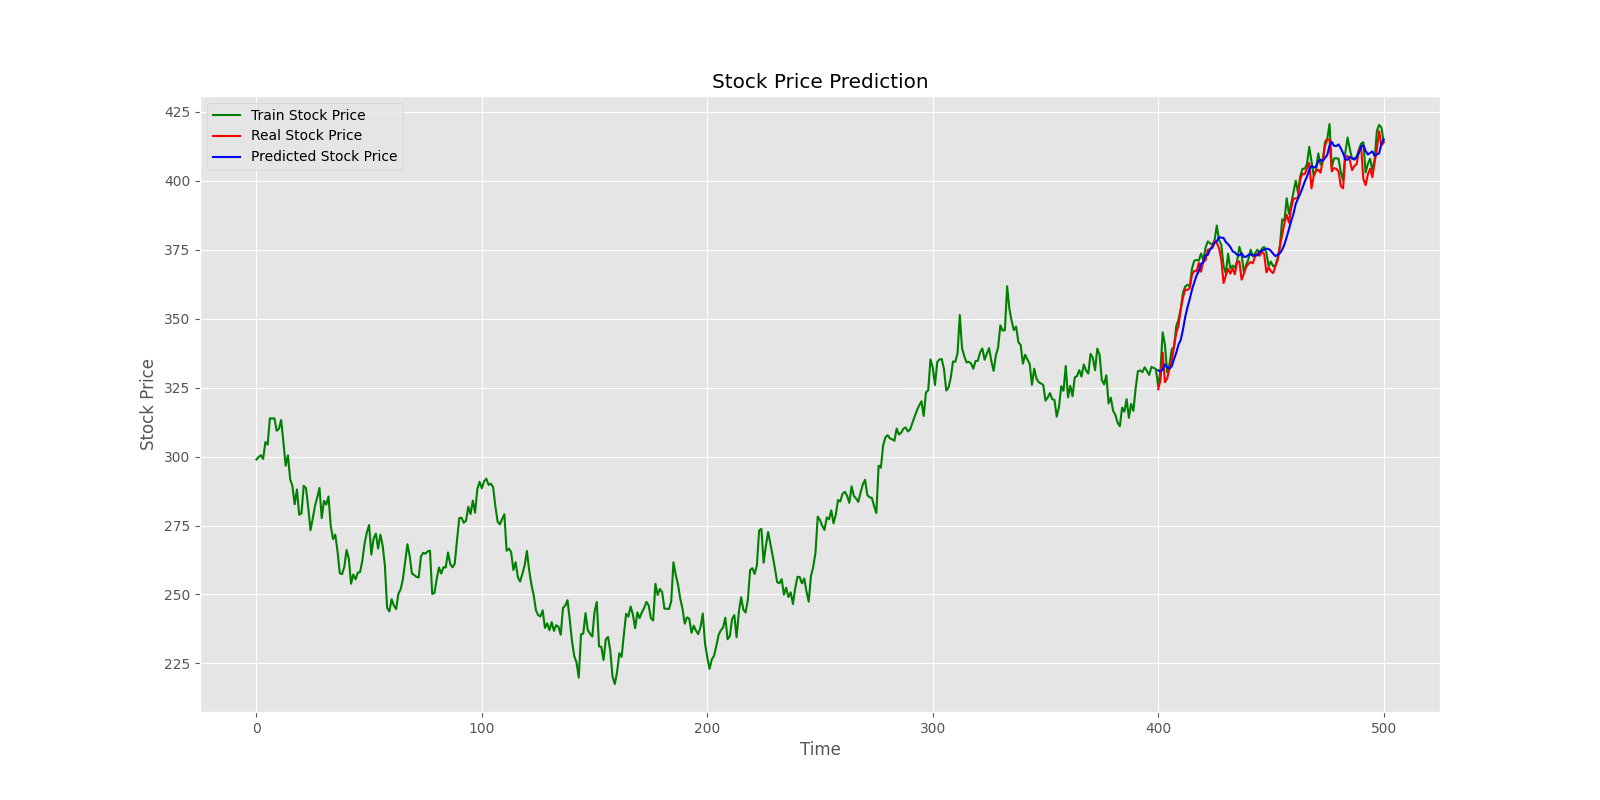 Stock Price Prediction
Train Stock Price
Real Stock Price
Predicted Stock Price
425
400
375
350
325
300
275
250
225
Stock Price
0 100 200 300 400 500
Time